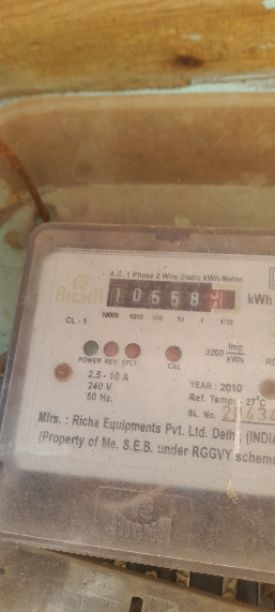 A.C. 1 Phase 2 Wire Static kWh Meter.
RICHA 10558 kWh
CL - 1 10000 1000 100 10 1 1/10
POWER REV. EFLT CAL 3200 Imp/kWh
2.5 - 10 A
240 V YEAR : 2010
50 Hz. Ref. Temp. - 27°C
SL. No.
Mfrs. : Richa Equipments Pvt. Ltd. Delhi (INDIA
(Property of Me. S.E.B. under RGGVY scheme
RICHA